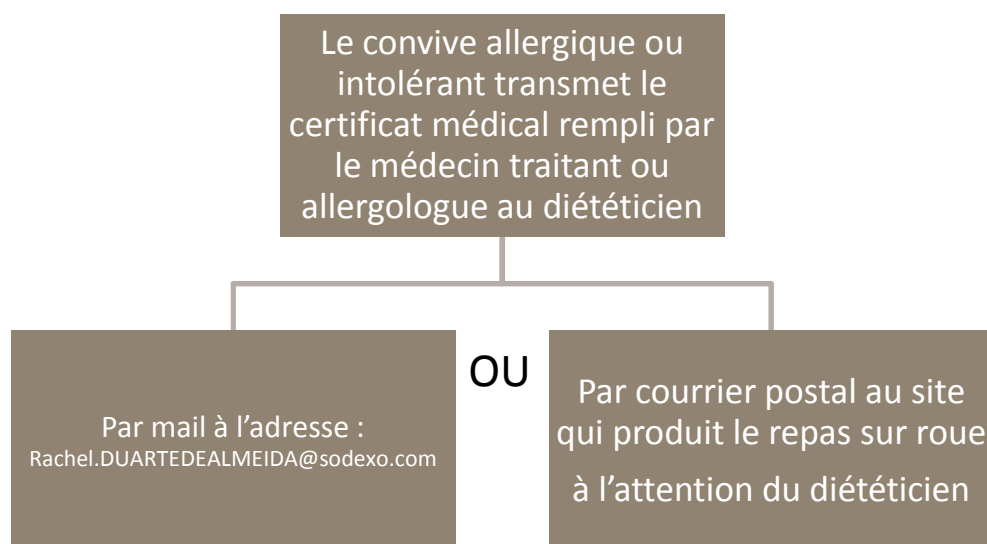 Le convive allergique ou
intolérant transmet le
certificat médical rempli par
le médecin traitant ou
allergologue au diététicien
OU
Par mail à l’adresse :
Rachel.DUARTEDEALMEIDA@sodexo.com
Par courrier postal au site
qui produit le repas sur roue
à l’attention du diététicien